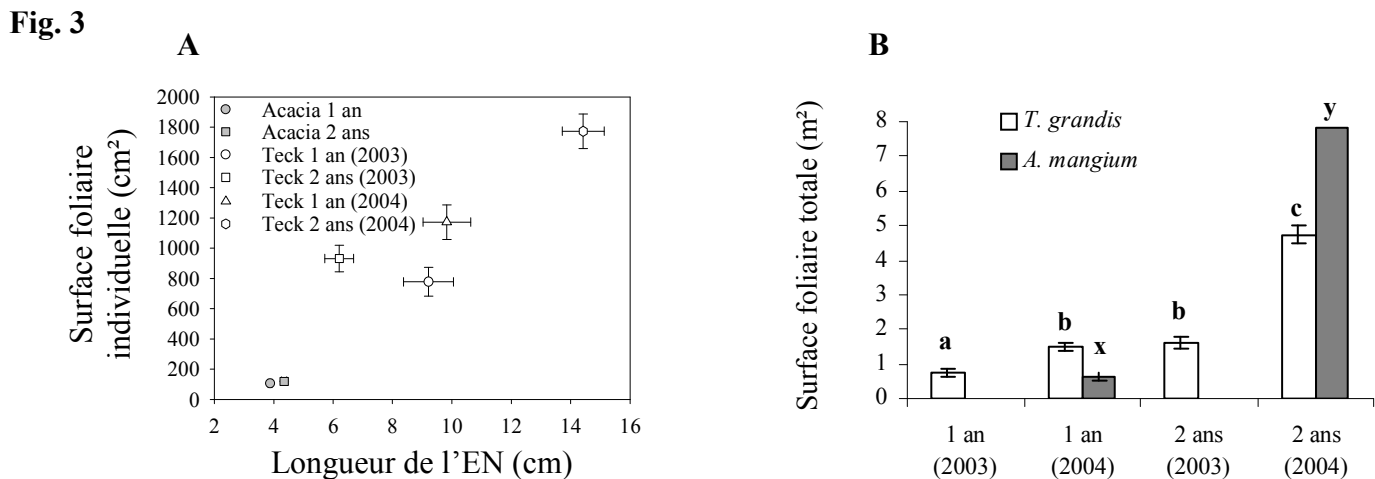 Fig. 3
A
Surface foliaire
individuelle (cm²)
2000
1800
1600
1400
1200
1000
800
600
400
200
0
Acacia 1 an
Acacia 2 ans
Teck 1 an (2003)
Teck 2 ans (2003)
Teck 1 an (2004)
Teck 2 ans (2004)
2 4 6 8 10 12 14 16
Longueur de l’EN (cm)
B
Surface foliaire totale (m²)
8
7
6
5
4
3
2
1
0
T. grandis
A. mangium
a
b
x
b
c
y
1 an 1 an 2 ans 2 ans
(2003) (2004) (2003) (2004)